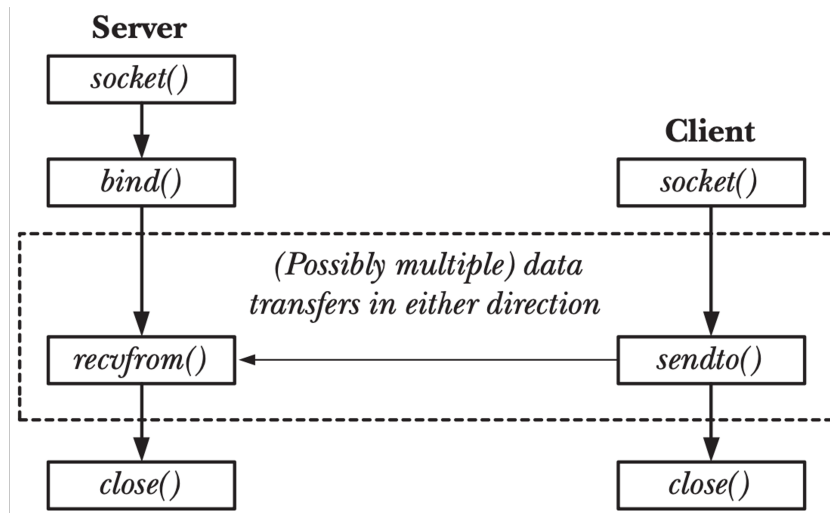 Server
socket()
Client
bind()
socket()
(Possibly multiple) data
transfers in either direction
recvfrom()
sendto()
close()
close()